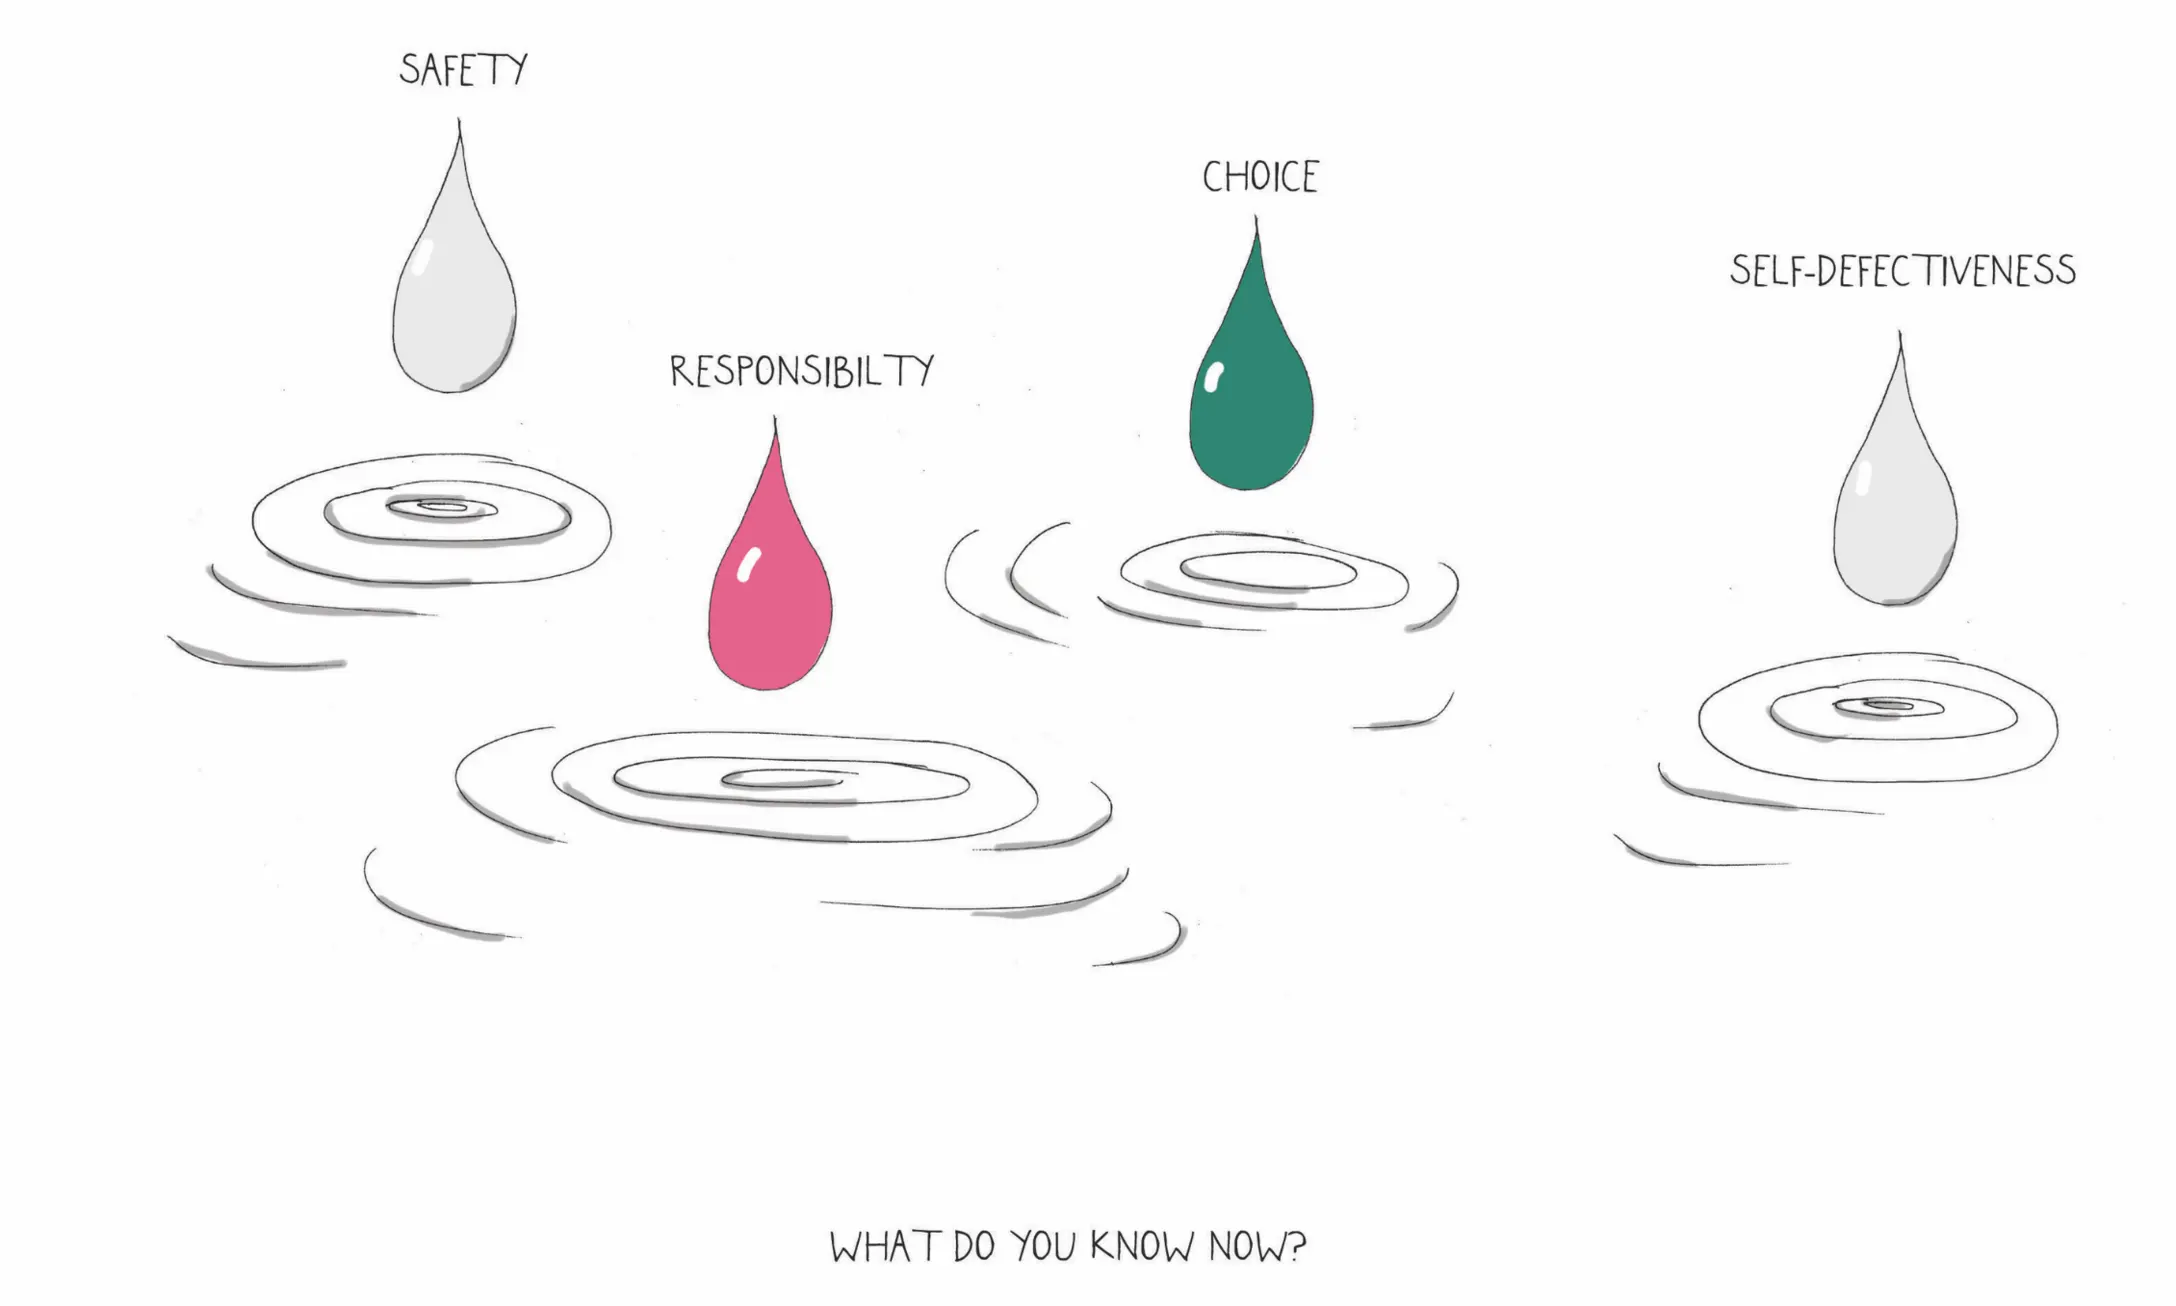 SAFETY
CHOICE
SELF-DEFECTIVENESS
RESPONSIBILTY
WHAT DO YOU KNOW NOW?